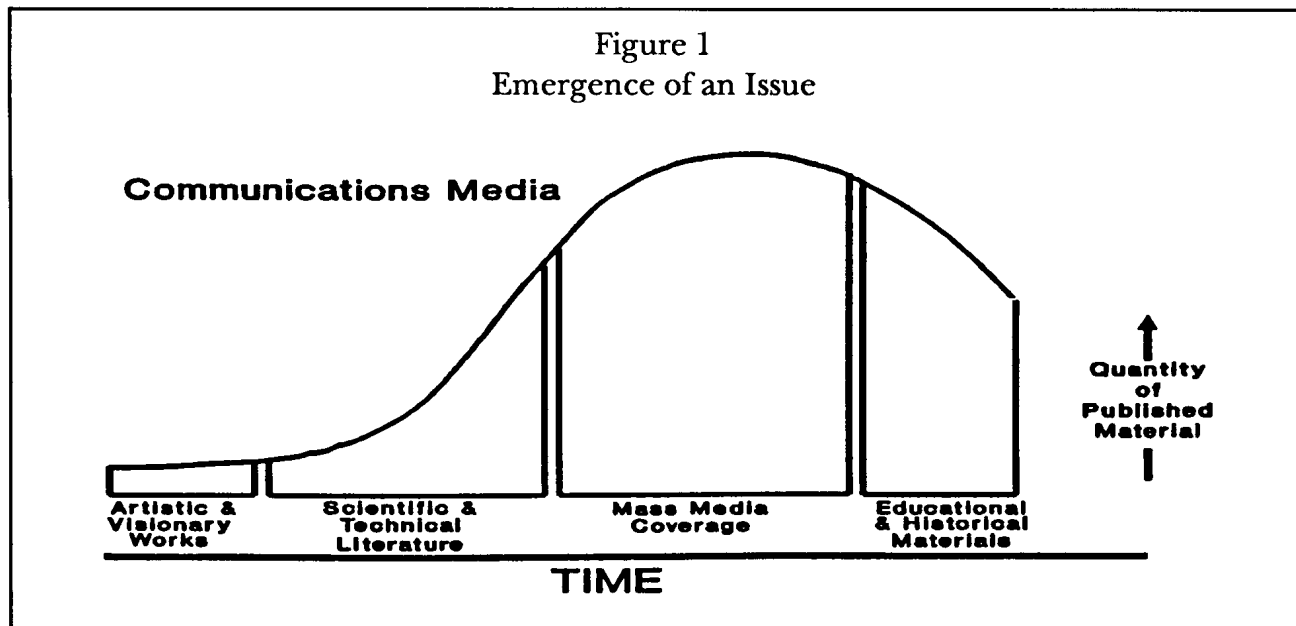 Figure 1
Emergence of an Issue
Communications Media
Quantity
of
Published
Material
Artistic &
Visionary
Works
Scientific &
Technical
Literature
Mass Media
Coverage
Educational
& Historical
Materials
TIME